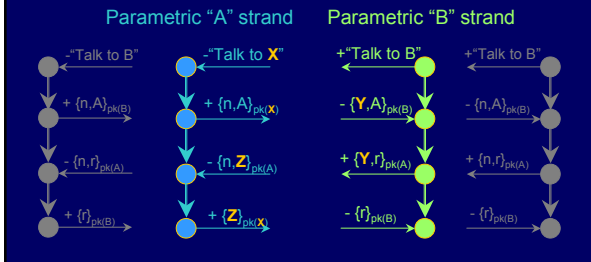 Parametric “A” strand Parametric “B” strand
-“Talk to B” -“Talk to X” +“Talk to B” +“Talk to B”
+ {n,A}pk(B) + {n,A}pk(X) - {Y,A}pk(B) - {n,A}pk(B)
- {n,r}pk(A) - {n,Z}pk(A) + {Y,r}pk(A) + {n,r}pk(A)
+ {r}pk(B) + {Z}pk(X) - {r}pk(B) - {r}pk(B)